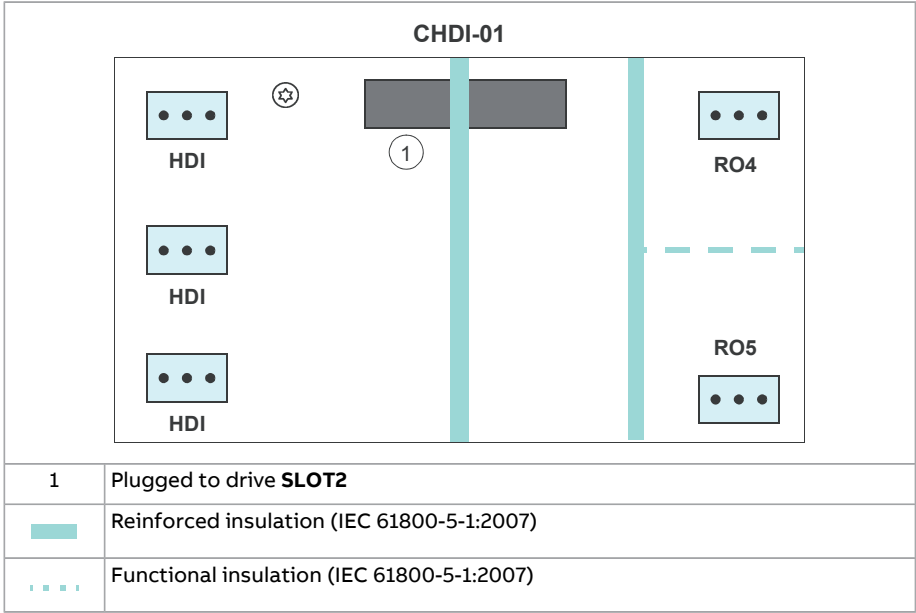 CHDI-01
HDI
RO4
1
HDI
RO5
HDI
1 Plugged to drive SLOT2
Reinforced insulation (IEC 61800-5-1:2007)
Functional insulation (IEC 61800-5-1:2007)